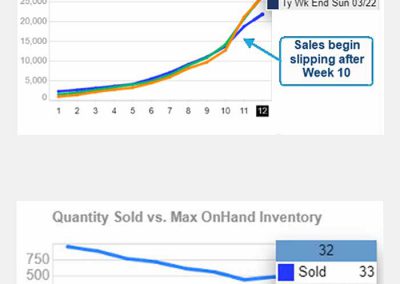 25,000
Ty Wk End Sun 03/22
20,000
15,000
10,000
5,000
0
Sales begin
slipping after
Week 10
1 2 3 4 5 6 7 8 9 10 11 12
Quantity Sold vs. Max OnHand Inventory
32
750
Sold 33
500